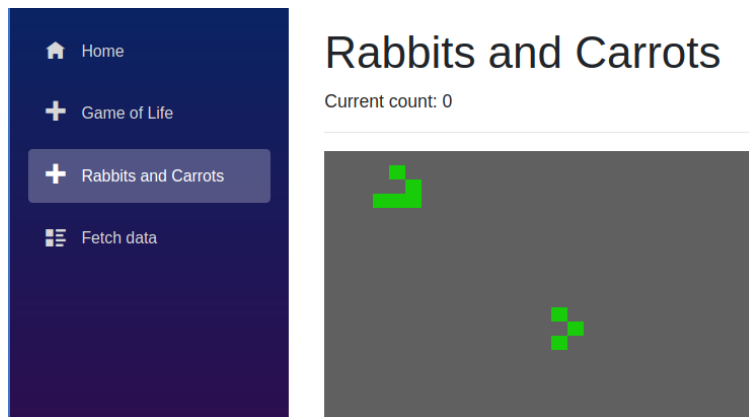 Home
Game of Life
Rabbits and Carrots
Fetch data
Rabbits and Carrots
Current count: 0